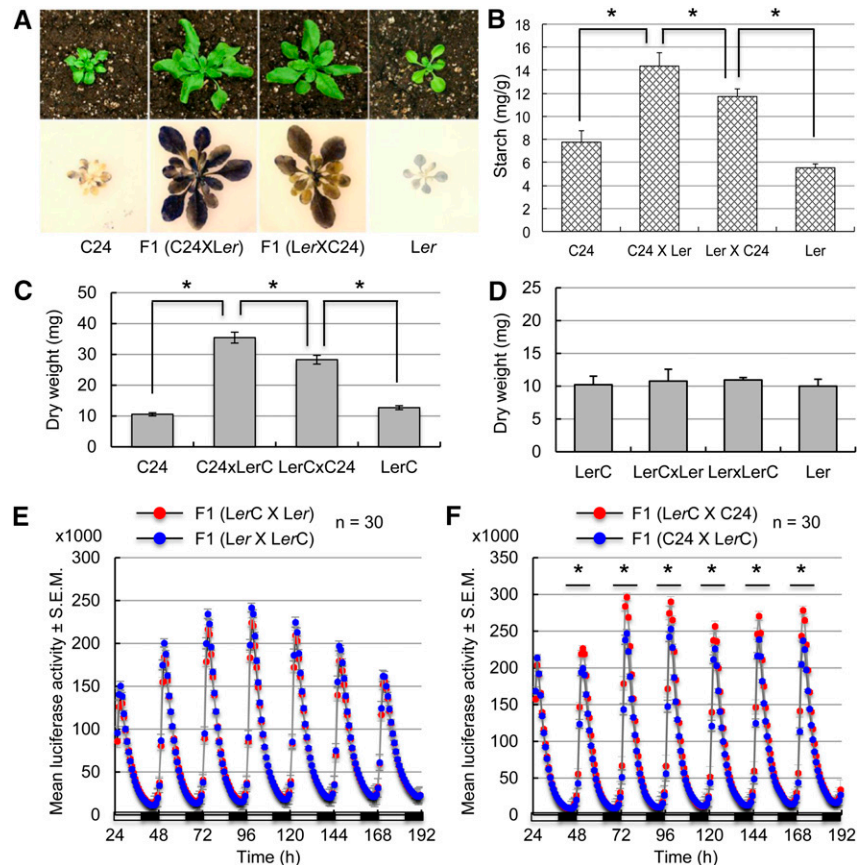 A
C24 F1 (C24XLer) F1 (LerXC24) Ler
B
Starch (mg/g)
18
16
14
12
10
8
6
4
2
0
* * *
C24 C24 X Ler Ler X C24 Ler
C
Dry weight (mg)
50
40
30
20
10
0
* * *
C24 C24xLerC LerCxC24 LerC
D
Dry weight (mg)
25
20
15
10
5
0
LerC LerCxLer LerxLerC Ler
E
F1 (LerC X Ler)
F1 (Ler X LerC)
n = 30
x1000
Mean luciferase activity ± S.E.M.
300
250
200
150
100
50
0
24 48 72 96 120 144 168 192
Time (h)
F
F1 (LerC X C24)
F1 (C24 X LerC)
n = 30
x1000
Mean luciferase activity ± S.E.M.
350
300
250
200
150
100
50
0
* * * * * *
24 48 72 96 120 144 168 192
Time (h)